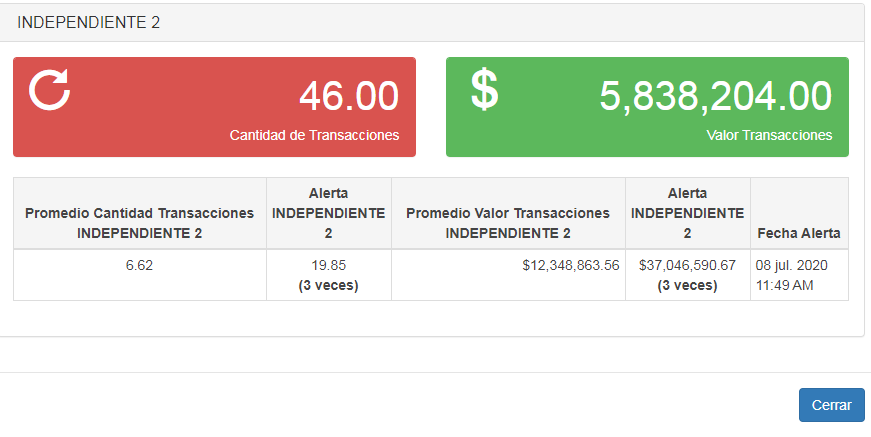 INDEPENDIENTE 2
46.00
Cantidad de Transacciones
$ 5,838,204.00
Valor Transacciones
Promedio Cantidad Transacciones
INDEPENDIENTE 2
Alerta
INDEPENDIENTE
2
Promedio Valor Transacciones
INDEPENDIENTE 2
Alerta
INDEPENDIENTE
2
Fecha Alerta
6.62
19.85
(3 veces)
$12,348,863.56
$37,046,590.67
(3 veces)
08 jul. 2020
11:49 AM
Cerrar